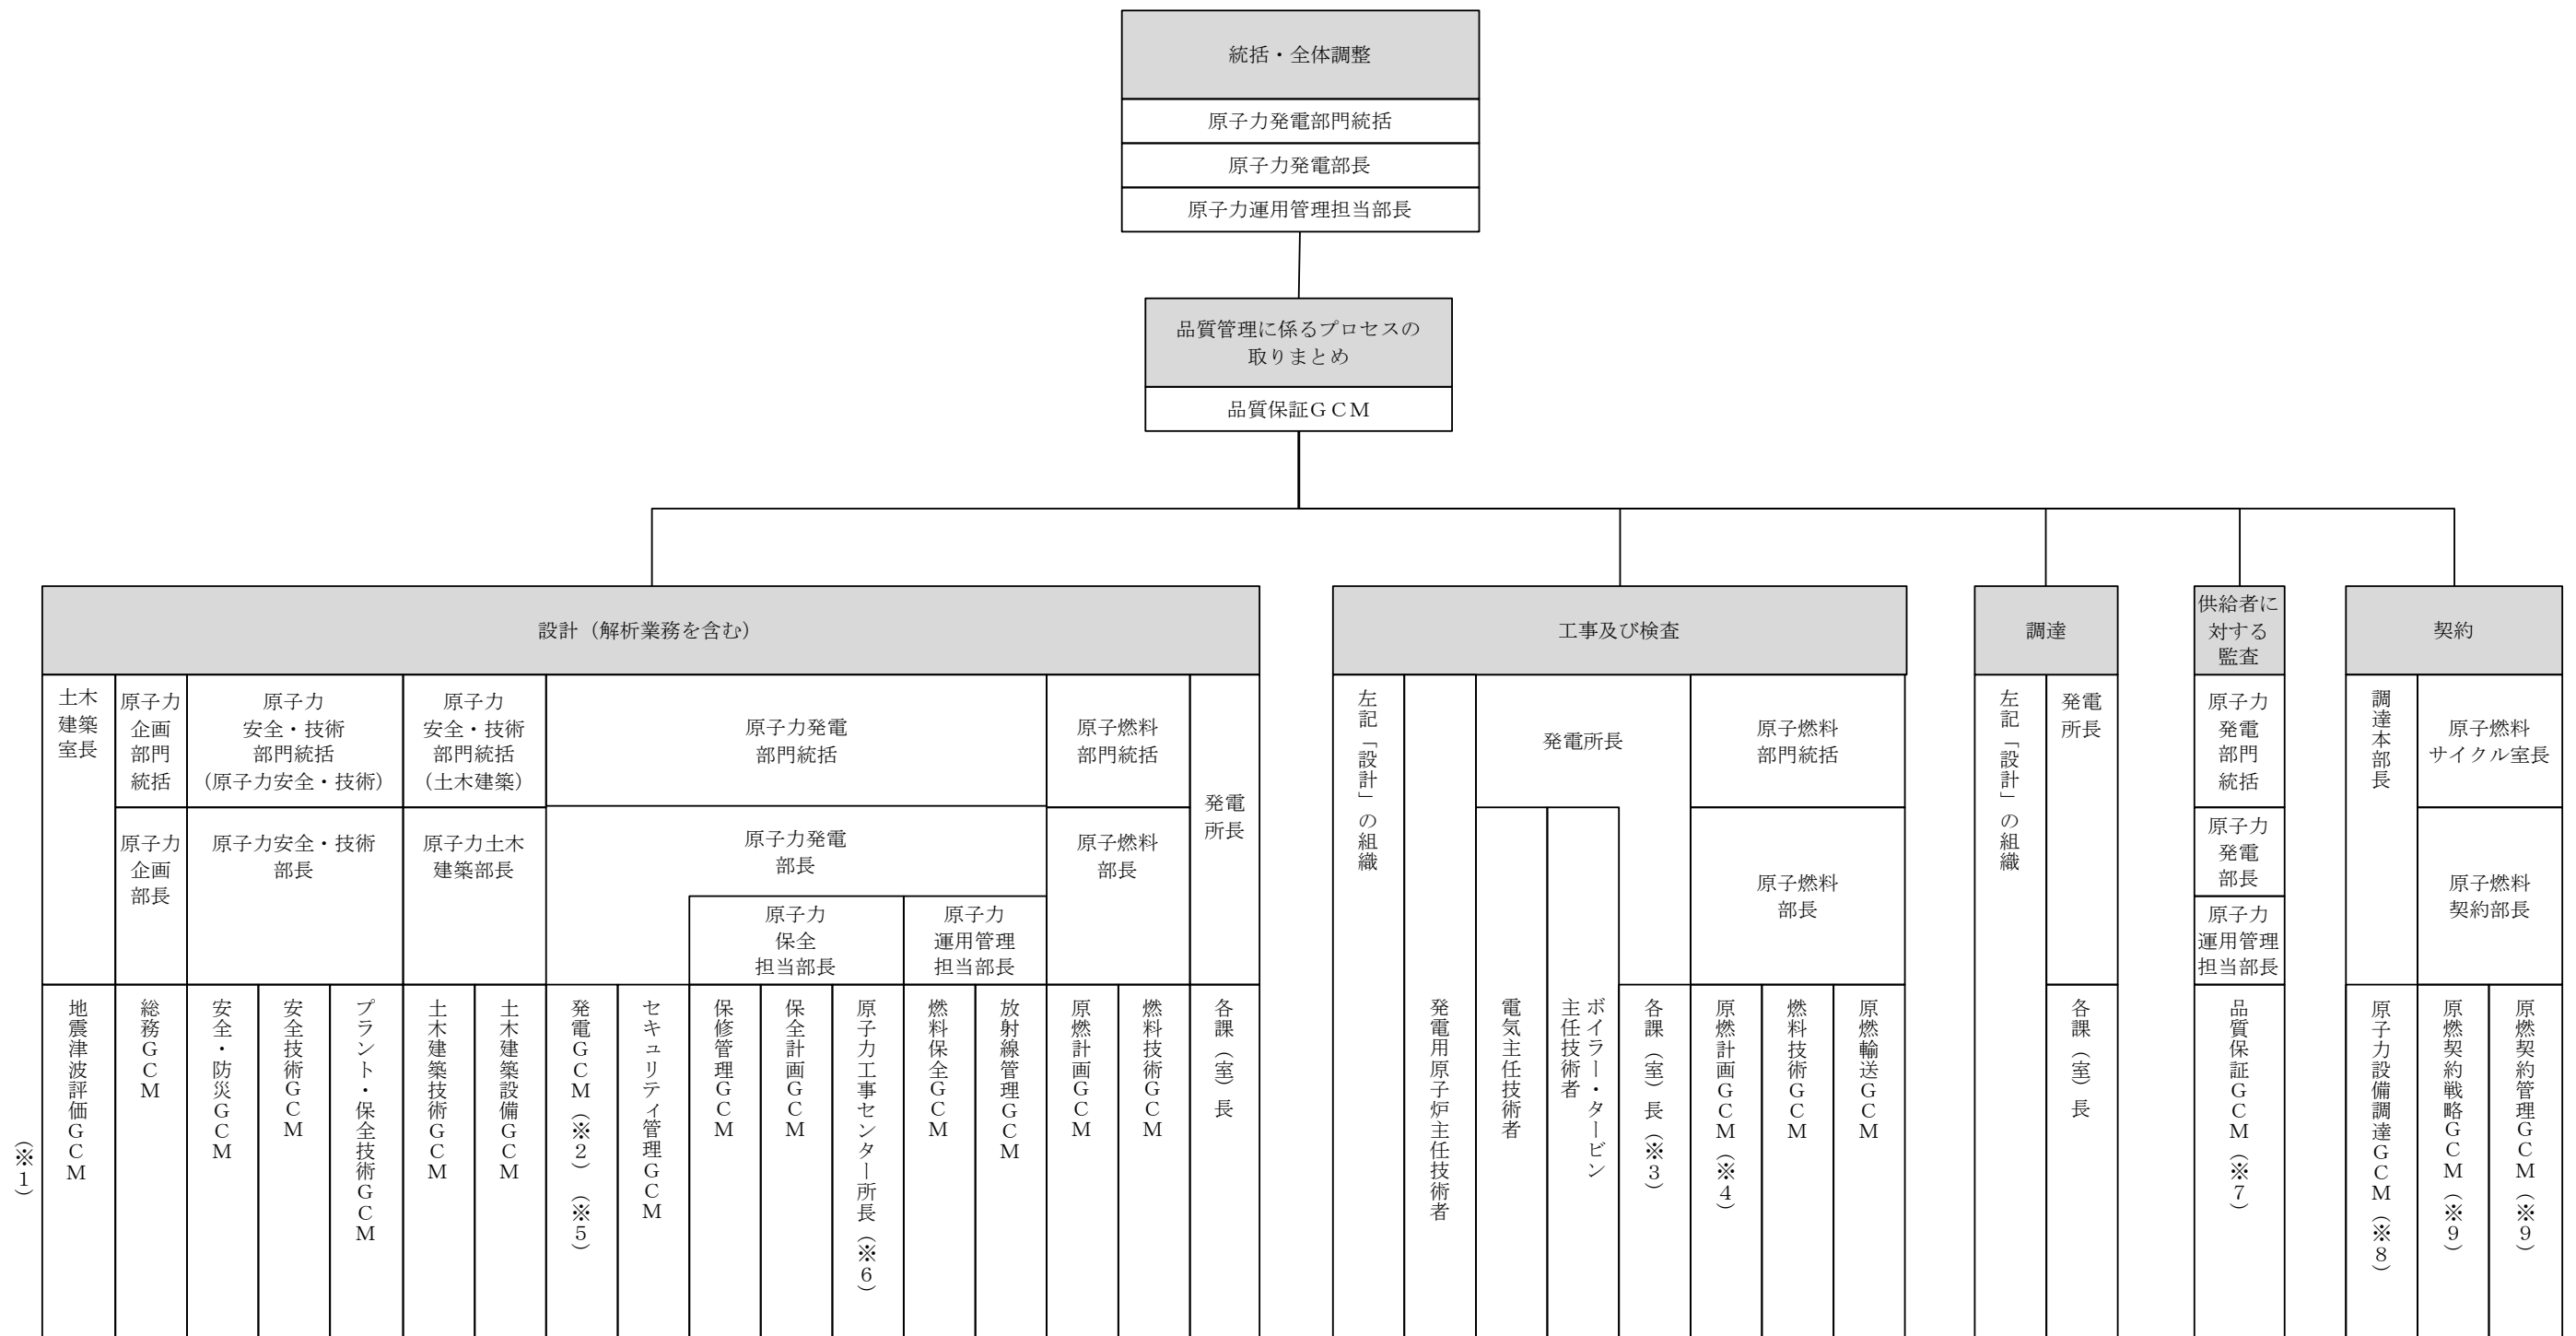 統括・全体調整
原子力発電部門統括
原子力発電部長
原子力運用管理担当部長
品質管理に係るプロセスの
取りまとめ
品質保証GCM
設計（解析業務を含む）
土木
建築
室長
原子力
企画
部門
統括
原子力
安全・技術
部門統括
（原子力安全・技術）
原子力
安全・技術
部門統括
（土木建築）
原子力発電
部門統括
原子燃料
部門統括
発電
所長
原子力
企画
部長
原子力安全・技術
部長
原子力土木
建築部長
原子力発電
部長
原子燃料
部長
原子力
保全
担当部長
原子力
運用管理
担当部長
（※１）
地震津波評価GCM
総務GCM
安全・防災GCM
安全技術GCM
プラント・保全技術GCM
土木建築技術GCM
土木建築設備GCM
発電GCM（※２）（※５）
セキュリティ管理GCM
保修管理GCM
保全計画GCM
原子力工事センター所長（※６）
燃料保全GCM
放射線管理GCM
原燃計画GCM
燃料技術GCM
各課（室）長
工事及び検査
左記「設計」の組織
発電用原子炉主任技術者
発電所長
電気主任技術者
ボイラー・タービン
主任技術者
各課（室）長（※３）
原子燃料
部門統括
原子燃料
部長
原燃計画GCM（※４）
燃料技術GCM
原燃輸送GCM
調達
左記「設計」の組織
発電
所長
各課（室）長
供給者に
対する
監査
原子力
発電
部門
統括
原子力
発電
部長
原子力
運用管理
担当部長
品質保証GCM（※７）
契約
調達本部長
原子燃料
サイクル室長
原子燃料
契約部長
原子力設備調達GCM（※８）
原燃契約戦略GCM（※９）
原燃契約管理GCM（※９）